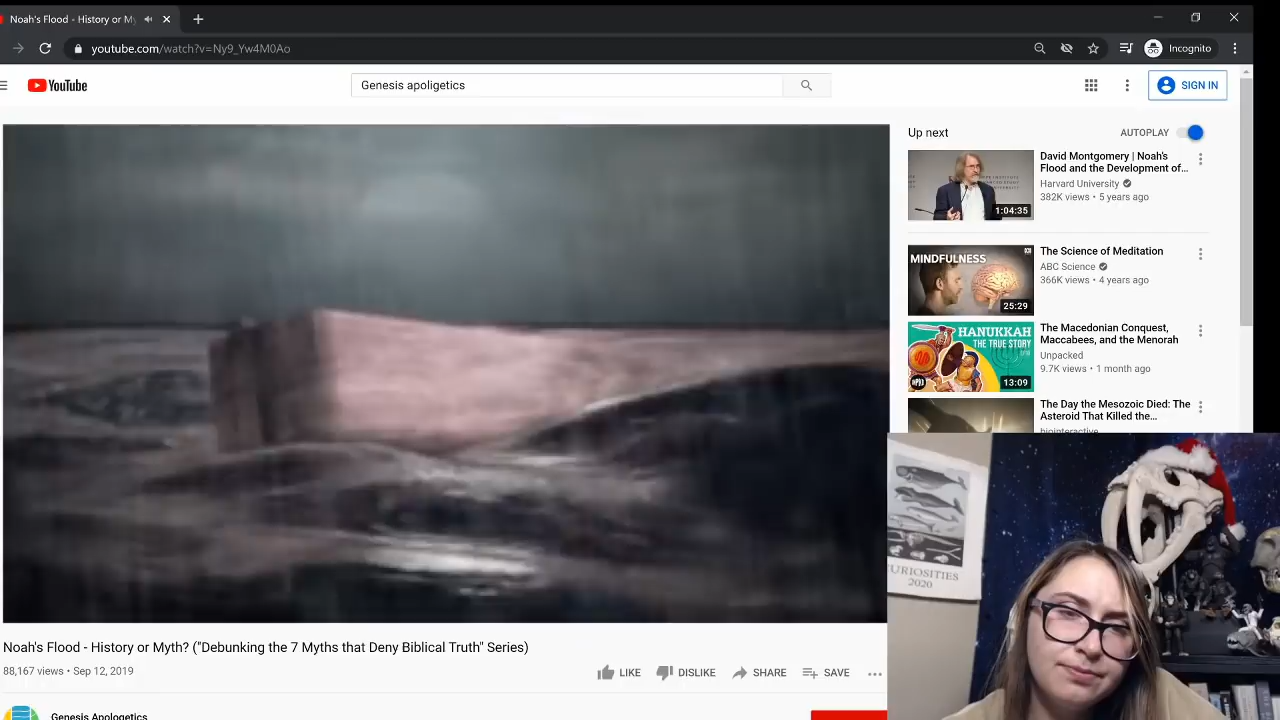 Noah's Flood - History or My
youtube.com/watch?v=Ny9_Yw4M0Ao
Incognito
YouTube
Genesis apoligetics
SIGN IN
Up next
AUTOPLAY
David Montgomery | Noah's
Flood and the Development of...
Harvard University
382K views • 5 years ago
1:04:35
MINDFULNESS
25:29
The Science of Meditation
ABC Science
366K views • 4 years ago
HANUKKAH
THE TRUE STORY
13:09
The Macedonian Conquest,
Maccabees, and the Menorah
Unpacked
9.7K views • 1 month ago
The Day the Mesozoic Died: The
Asteroid That Killed the...
biointeractive
URIOSITIES
2020
Noah's Flood - History or Myth? ("Debunking the 7 Myths that Deny Biblical Truth" Series)
88,167 views • Sep 12, 2019
LIKE
DISLIKE
SHARE
SAVE
Genesis Apologetics